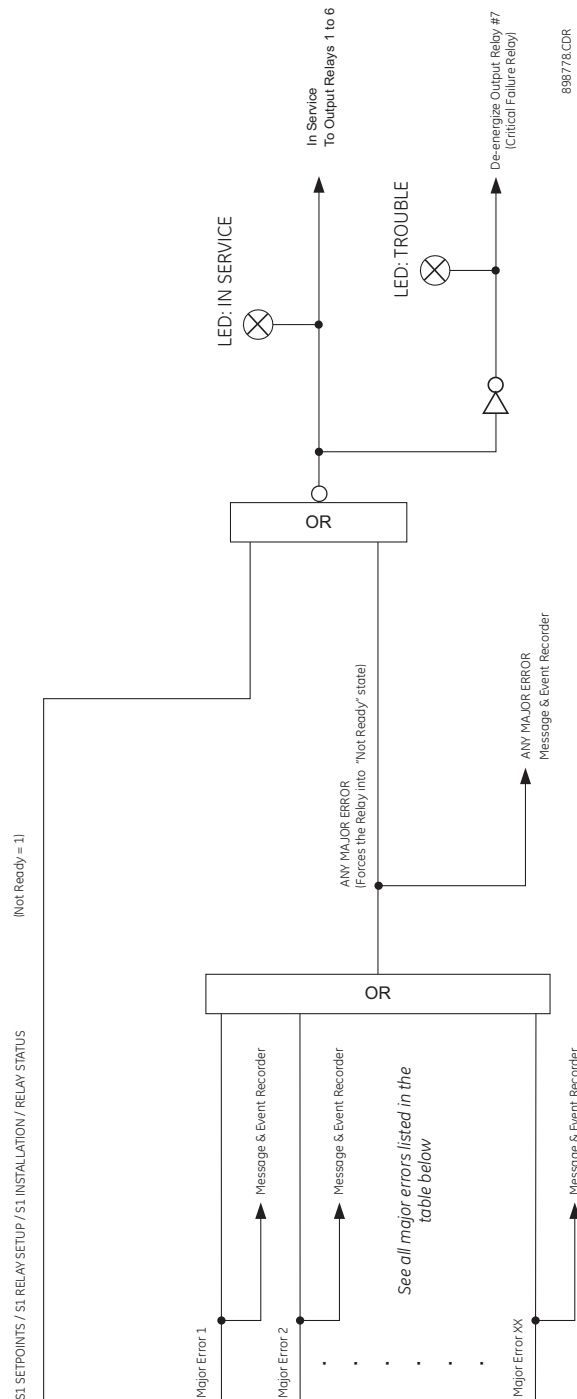 S1 SETPOINTS / S1 RELAY SETUP / S1 INSTALLATION / RELAY STATUS
(Not Ready = 1)
Major Error 1
Message & Event Recorder
Major Error 2
Message & Event Recorder
See all major errors listed in the
table below
. . . . . .
Major Error XX
Message & Event Recorder
OR
ANY MAJOR ERROR
(Forces the Relay into "Not Ready" state)
ANY MAJOR ERROR
Message & Event Recorder
OR
LED: IN SERVICE
In Service
To Output Relays 1 to 6
LED: TROUBLE
De-energize Output Relay #7
(Critical Failure Relay)
898778.CDR